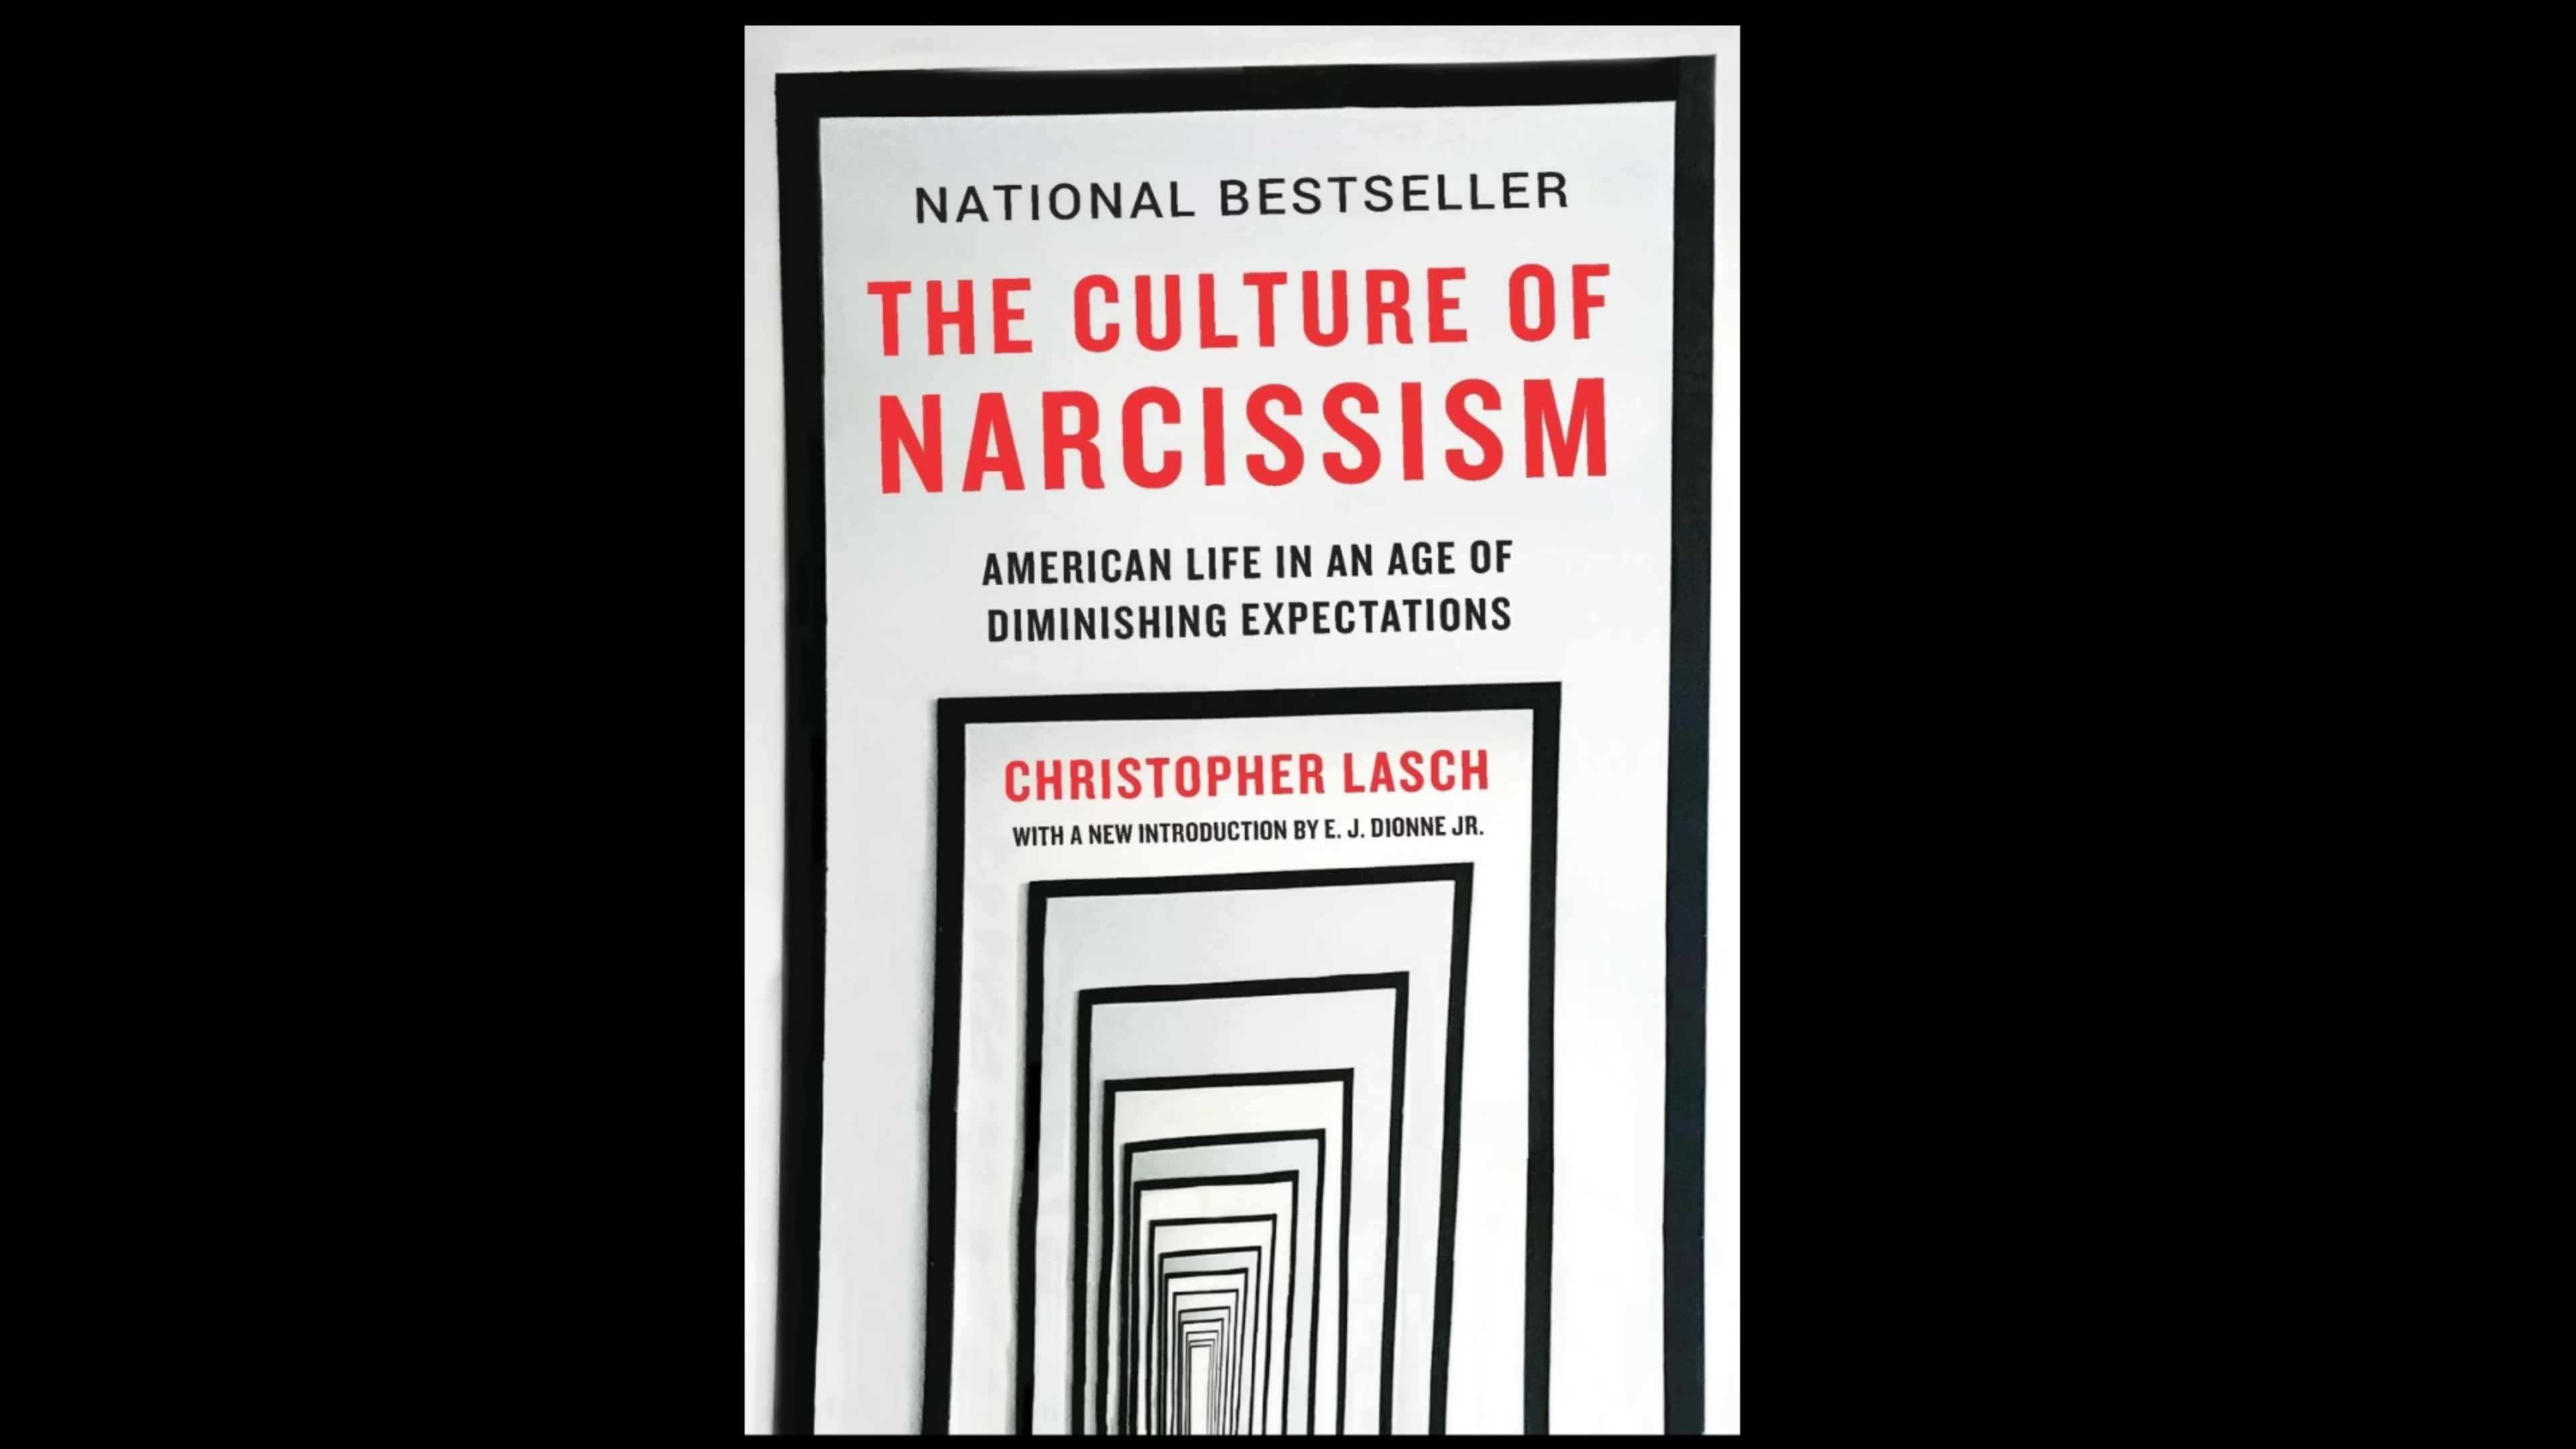 NATIONAL BESTSELLER
THE CULTURE OF
NARCISSISM
AMERICAN LIFE IN AN AGE OF
DIMINISHING EXPECTATIONS
CHRISTOPHER LASCH
WITH A NEW INTRODUCTION BY E. J. DIONNE JR.